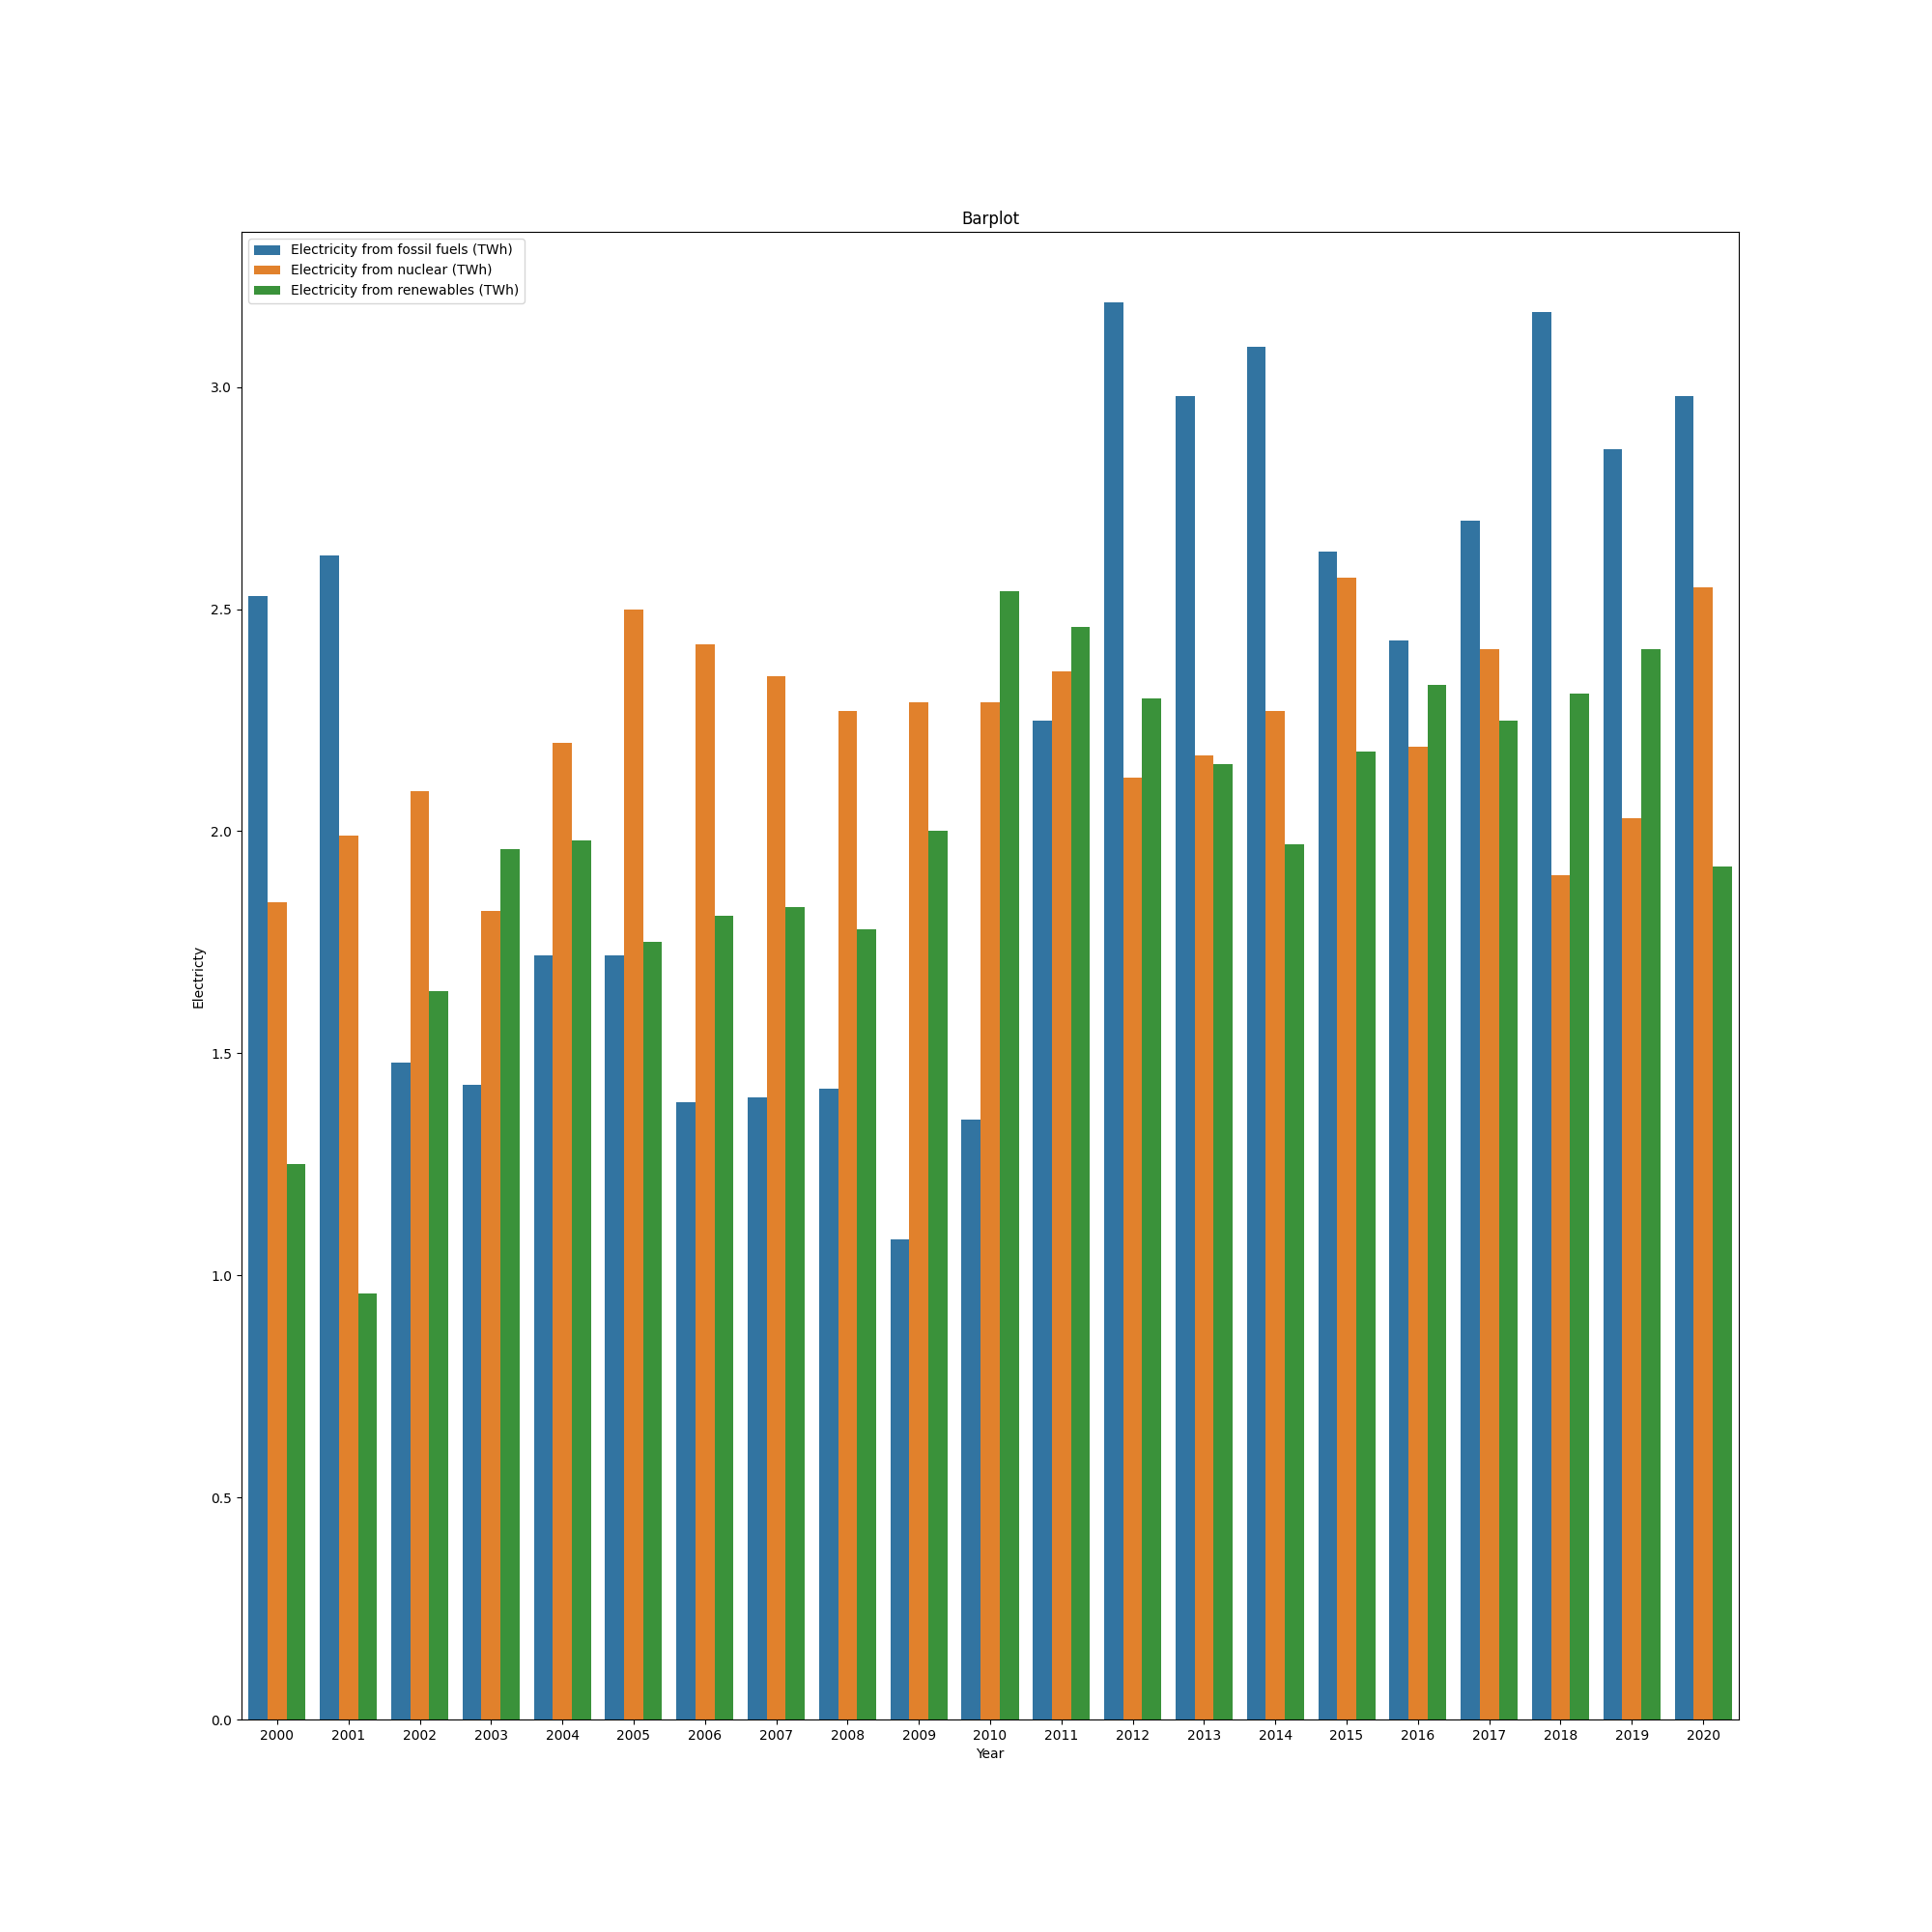 Barplot
Electricity from fossil fuels (TWh)
Electricity from nuclear (TWh)
Electricity from renewables (TWh)
3.0
2.5
2.0
1.5
1.0
0.5
0.0
Electricty
2000 2001 2002 2003 2004 2005 2006 2007 2008 2009 2010 2011 2012 2013 2014 2015 2016 2017 2018 2019 2020
Year